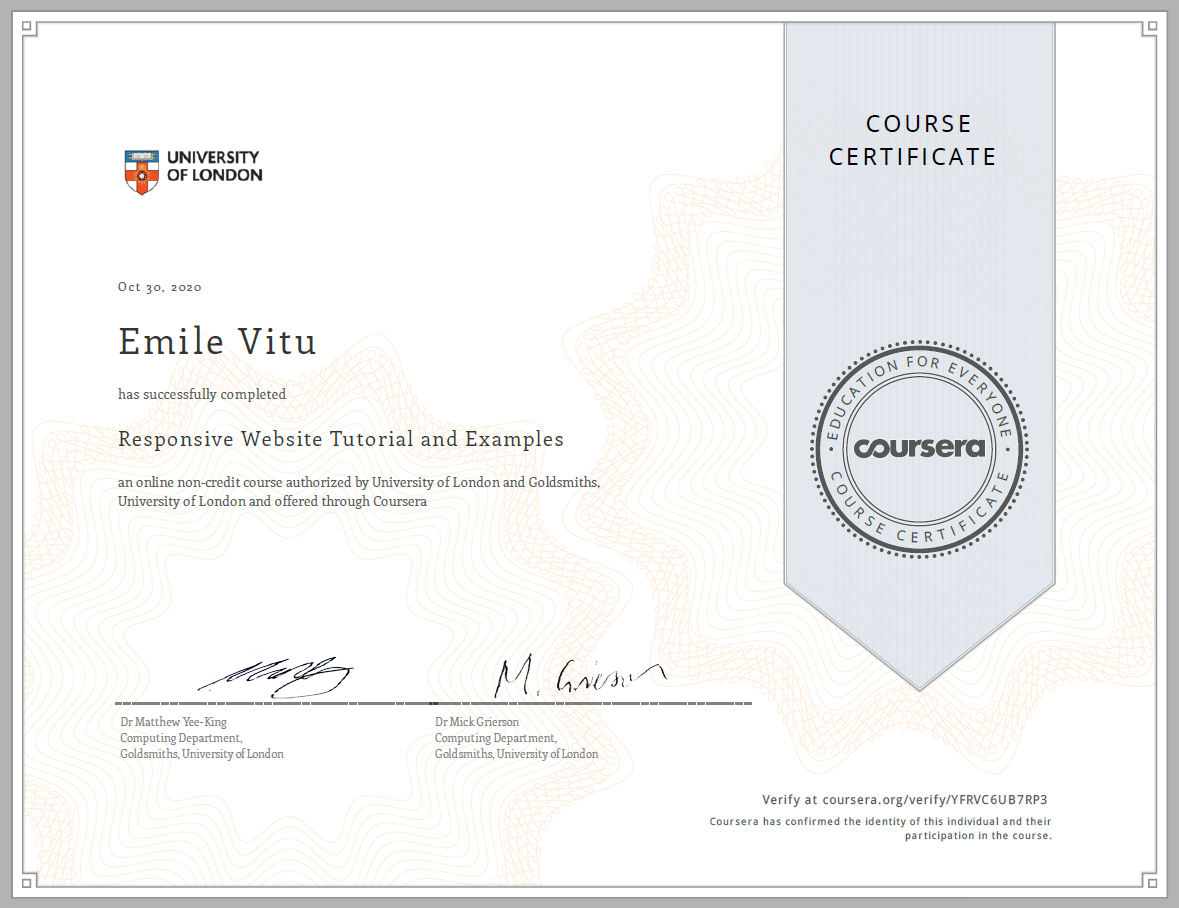 COURSE
CERTIFICATE
UNIVERSITY
OF LONDON
Oct 30, 2020
Emile Vitu
has successfully completed
Responsive Website Tutorial and Examples
an online non-credit course authorized by University of London and Goldsmiths,
University of London and offered through Coursera
EDUCATION FOR EVERYONE
coursera
COURSE CERTIFICATE
M. Grierson
Dr Matthew Yee-King
Computing Department,
Goldsmiths, University of London
Dr Mick Grierson
Computing Department,
Goldsmiths, University of London
Verify at coursera.org/verify/YFRVC6UB7RP3
Coursera has confirmed the identity of this individual and their
participation in the course.